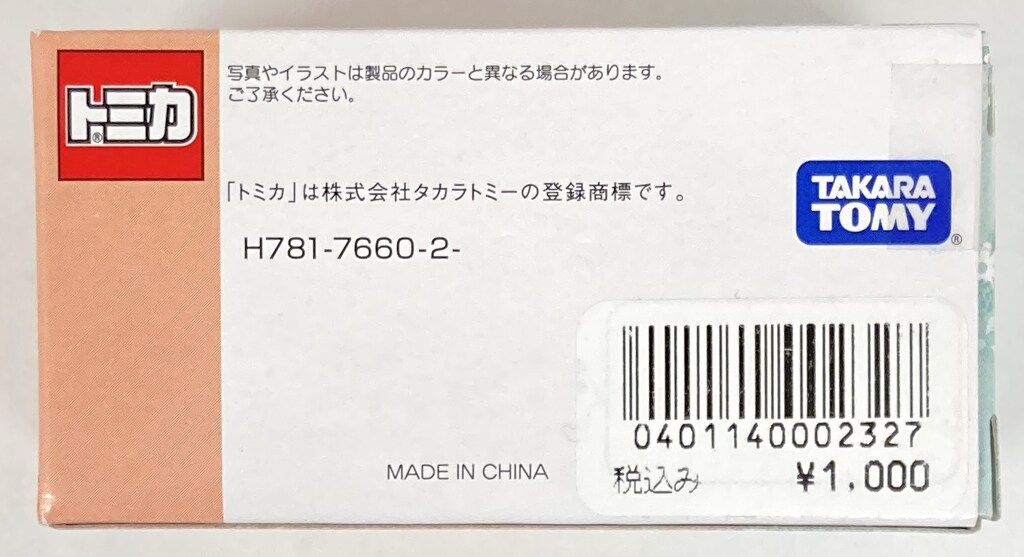 トミカ®
写真やイラストは製品のカラーと異なる場合があります。
ご了承ください。
「トミカ」は株式会社タカラトミーの登録商標です。
TAKARA
TOMY®
H781-7660-2-
0401140002327
MADE IN CHINA
税込み ¥1,000